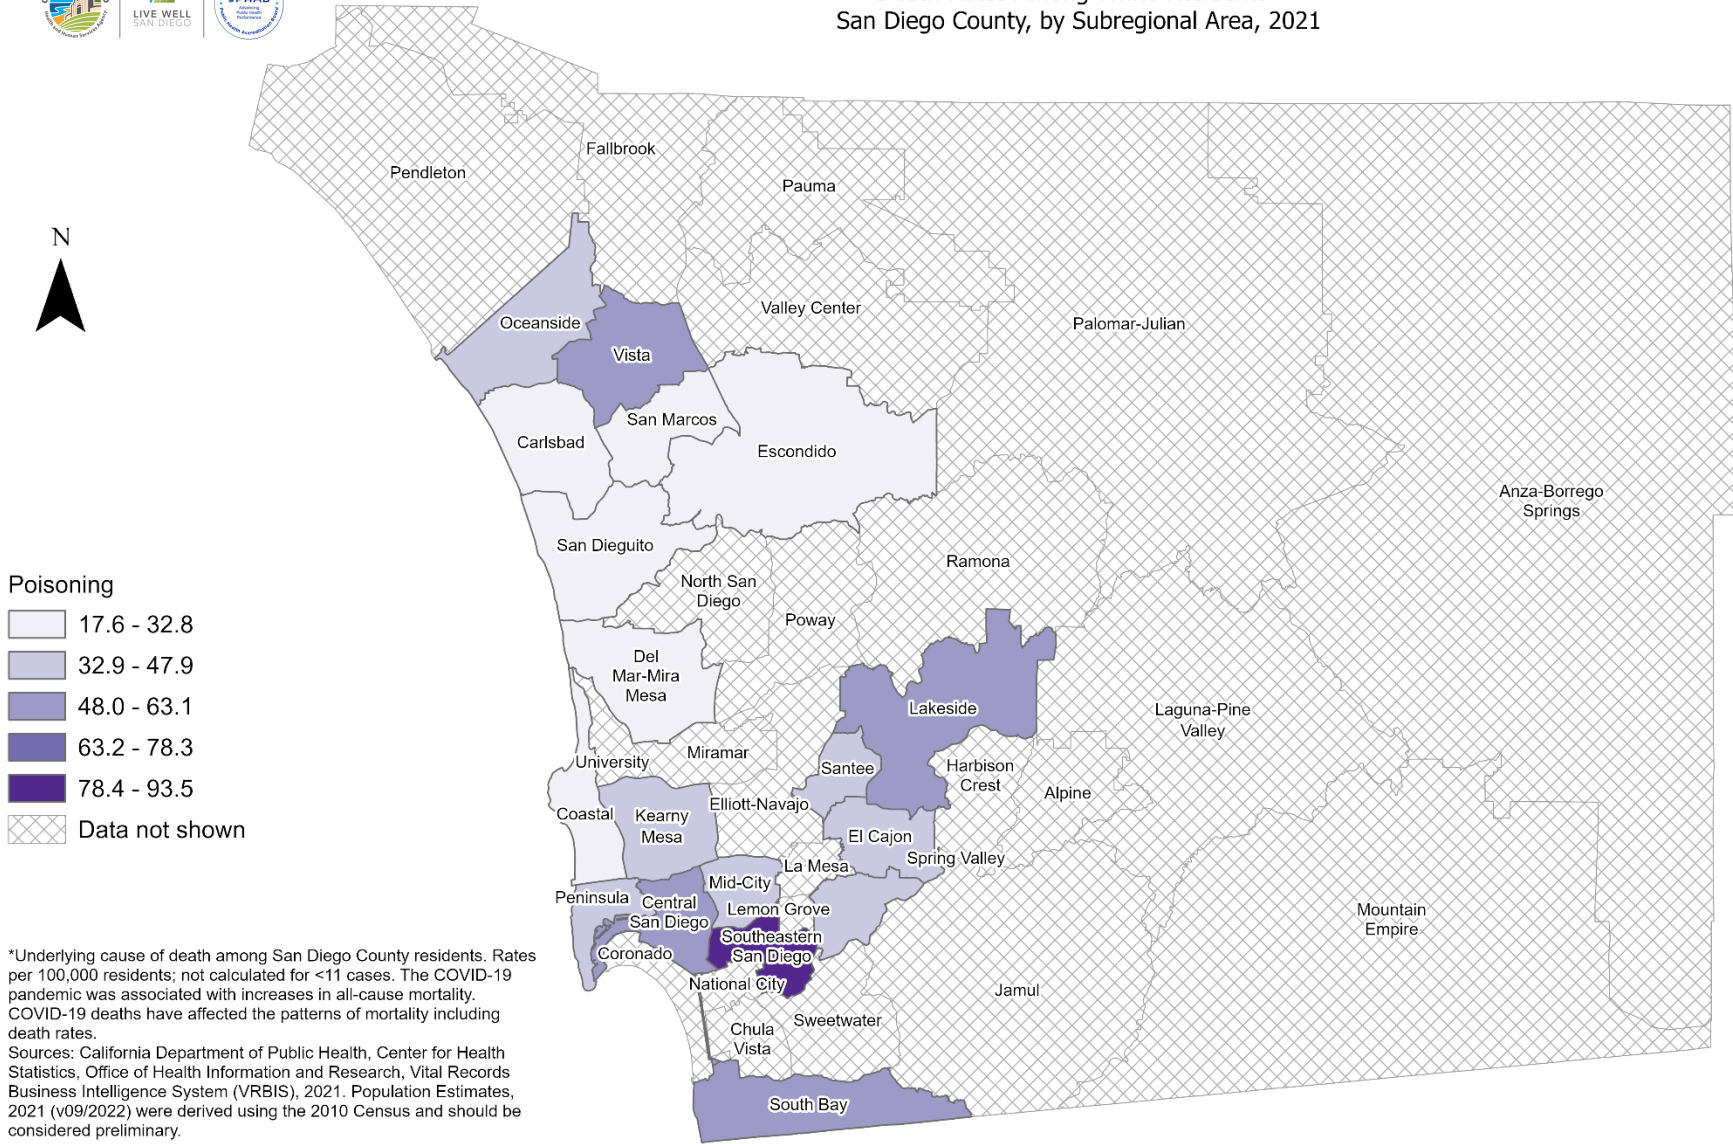 LIVE WELL
SAN DIEGO
Advancing
Public Health
Performance
San Diego County, by Subregional Area, 2021
Fallbrook
Pendleton
Pauma
N
Valley Center
Oceanside
Palomar-Julian
Vista
San Marcos
Carlsbad
Escondido
Anza-Borrego
Springs
San Dieguito
Ramona
North San
Diego
Poway
Poisoning
17.6 - 32.8
32.9 - 47.9
48.0 - 63.1
63.2 - 78.3
78.4 - 93.5
Data not shown
Del
Mar-Mira
Mesa
Lakeside
Laguna-Pine
Valley
Miramar
University
Santee
Harbison
Crest
Alpine
Elliott-Navajo
Coastal
Kearny
Mesa
El Cajon
Spring Valley
La Mesa
Mid-City
Peninsula
Central
San Diego
Lemon Grove
Mountain
Empire
Southeastern
San Diego
Coronado
National City
Jamul
Sweetwater
Chula
Vista
South Bay
*Underlying cause of death among San Diego County residents. Rates
per 100,000 residents; not calculated for <11 cases. The COVID-19
pandemic was associated with increases in all-cause mortality.
COVID-19 deaths have affected the patterns of mortality including
death rates.
Sources: California Department of Public Health, Center for Health
Statistics, Office of Health Information and Research, Vital Records
Business Intelligence System (VRBIS), 2021. Population Estimates,
2021 (v09/2022) were derived using the 2010 Census and should be
considered preliminary.